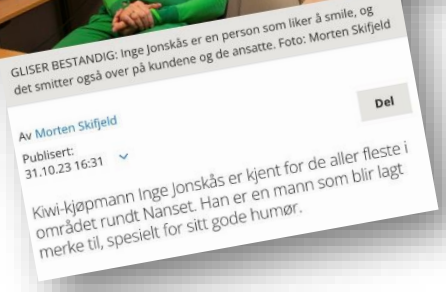 GLISER BESTANDIG: Inge Jonskås er en person som liker å smile, og
det smitter også over på kundene og de ansatte. Foto: Morten Skifjeld
Av Morten Skifjeld
Del
Publisert:
31.10.23 16:31
Kiwi-kjøpmann Inge Jonskås er kjent for de aller fleste i
området rundt Nanset. Han er en mann som blir lagt
merke til, spesielt for sitt gode humør.